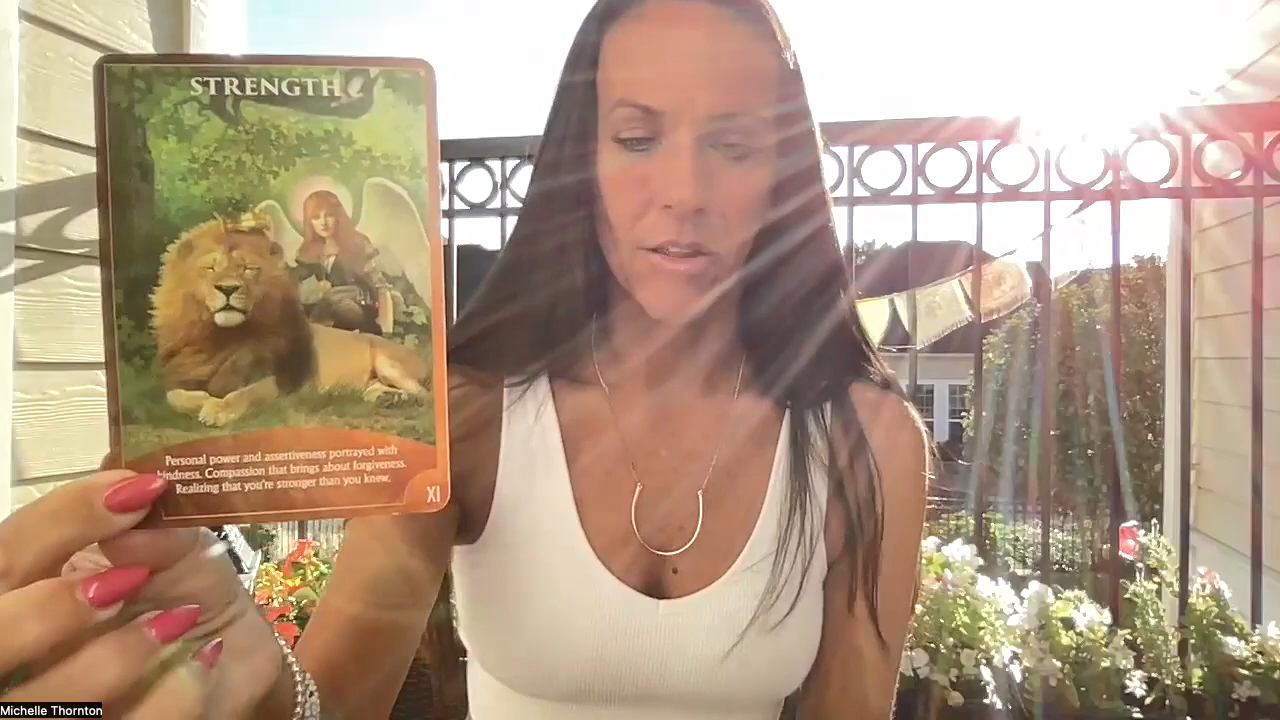 STRENGTH
Personal power and assertiveness portrayed with
kindness. Compassion that brings about forgiveness.
Realizing that you're stronger than you knew.
XI
Michelle Thornton